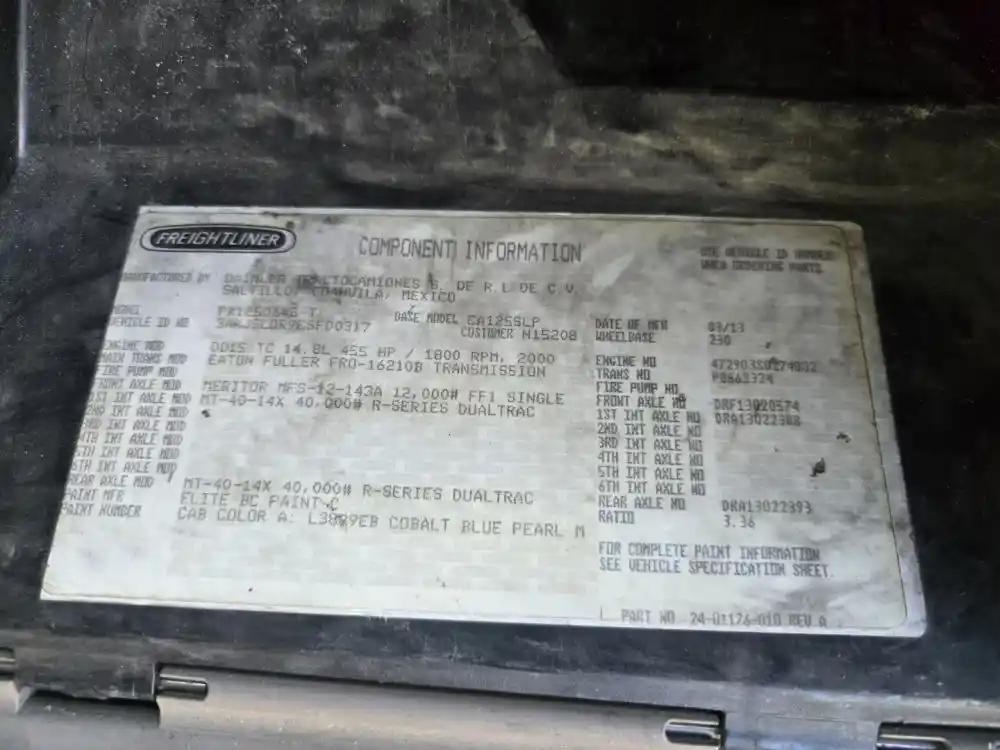 FREIGHTLINER
COMPONENT INFORMATION
USE VEHICLE ID NUMBER
WHEN ORDERING PARTS.
MANUFACTURED BY DAIMLER TRACTOCAMIONES S. DE R.L DE C.V.
SALTILLO, COAHVILA, MEXICO
MODEL
BASE MODEL CA125SLP
VEHICLE ID NO
CUSTOMER N15208
DATE OF MFR 03/13
WHEELBASE 230
ENGINE MOD DD15 TC 14.8L 455 HP / 1800 RPM, 2000
MAIN TRANS MOD EATON FULLER FRO-16210B TRANSMISSION
FIRE PUMP MOD
FRONT AXLE MOD MERITOR MFS-12-143A 12,000# FF1 SINGLE
1ST INT AXLE MOD MT-40-14X 40,000# R-SERIES DUALTRAC
2ND INT AXLE MOD
3RD INT AXLE MOD
4TH INT AXLE MOD
5TH INT AXLE MOD
6TH INT AXLE MOD
REAR AXLE MOD MT-40-14X 40,000# R-SERIES DUALTRAC
PAINT MFR ELITE BC PAINT
PAINT NUMBER CAB COLOR A: COBALT BLUE PEARL M
ENGINE NO
TRANS NO
FIRE PUMP NO
FRONT AXLE NO DRF13020574
1ST INT AXLE NO DRA13022388
2ND INT AXLE NO
3RD INT AXLE NO
4TH INT AXLE NO
5TH INT AXLE NO
6TH INT AXLE NO
REAR AXLE NO DRA13022393
RATIO 3.36
FOR COMPLETE PAINT INFORMATION
SEE VEHICLE SPECIFICATION SHEET.
PART NO 24-01176-010 REV A